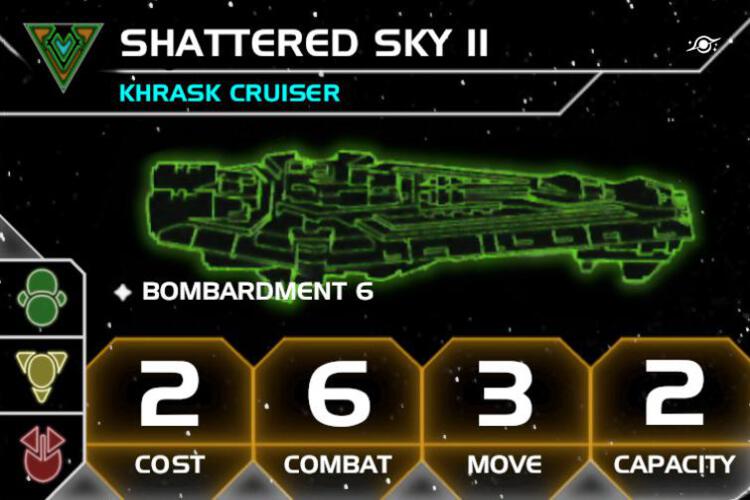 SHATTERED SKY II
KHRASK CRUISER
BOMBARDMENT 6
2 6 3 2
COST COMBAT MOVE CAPACITY